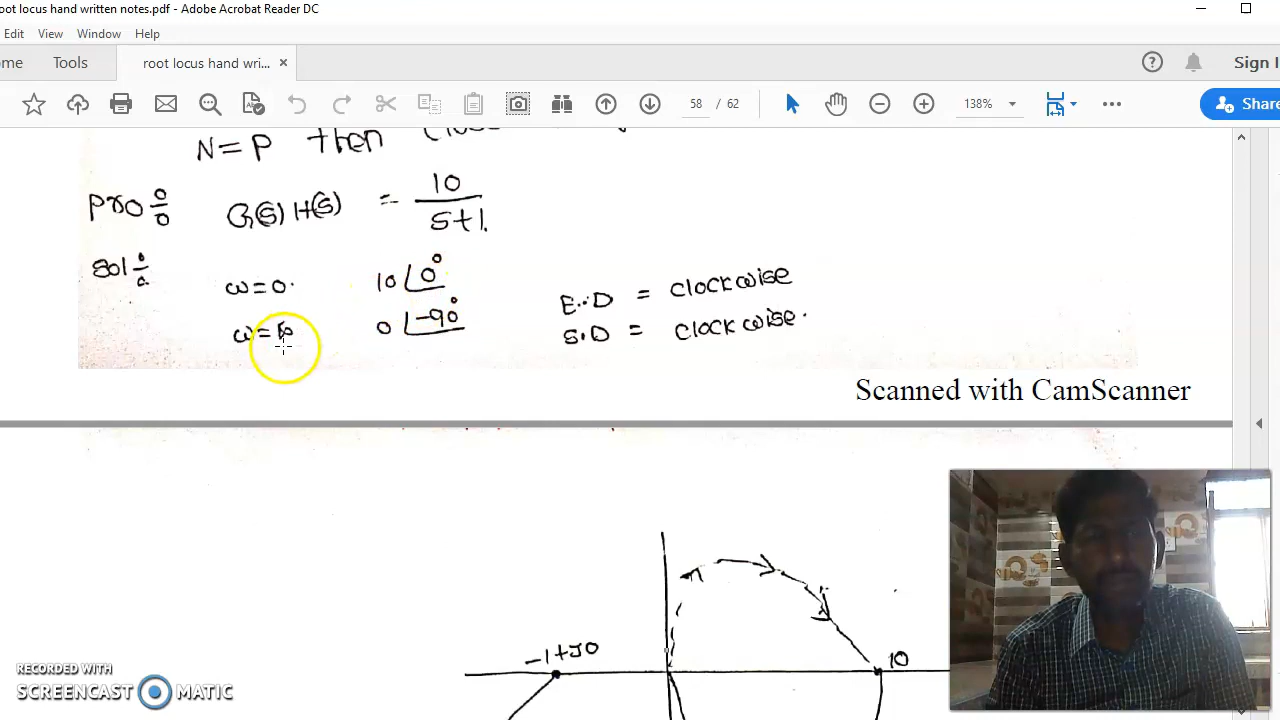 root locus hand written notes.pdf - Adobe Acrobat Reader DC
Edit View Window Help
ome Tools root locus hand wri... × Sign I
58 / 62 138% Share
N=P then
Pro :- G(S) H(S) = 10 / S+1
Sol :- ω=0. 10 ∠0°
ω=∞ 0 ∠-90°
E.D = clockwise
S.D = clockwise.
Scanned with CamScanner
-1+J0 10
RECORDED WITH
SCREENCAST MATIC